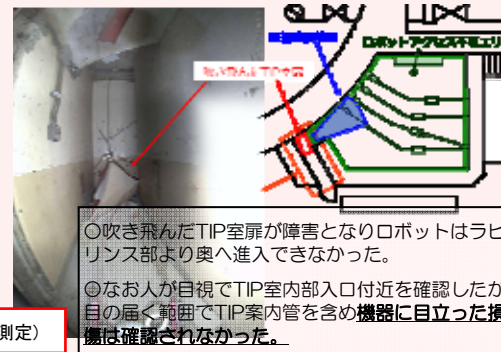 吹き飛んだTIP室扉
ロボットアクセス不可エリ
〇吹き飛んだTIP室扉が障害となりロボットはラビ
リンス部より奥へ進入できなかった。
〇なお人が目視でTIP室内部入口付近を確認したが
目の届く範囲でTIP案内管を含め機器に目立った損
傷は確認されなかった。
測定）